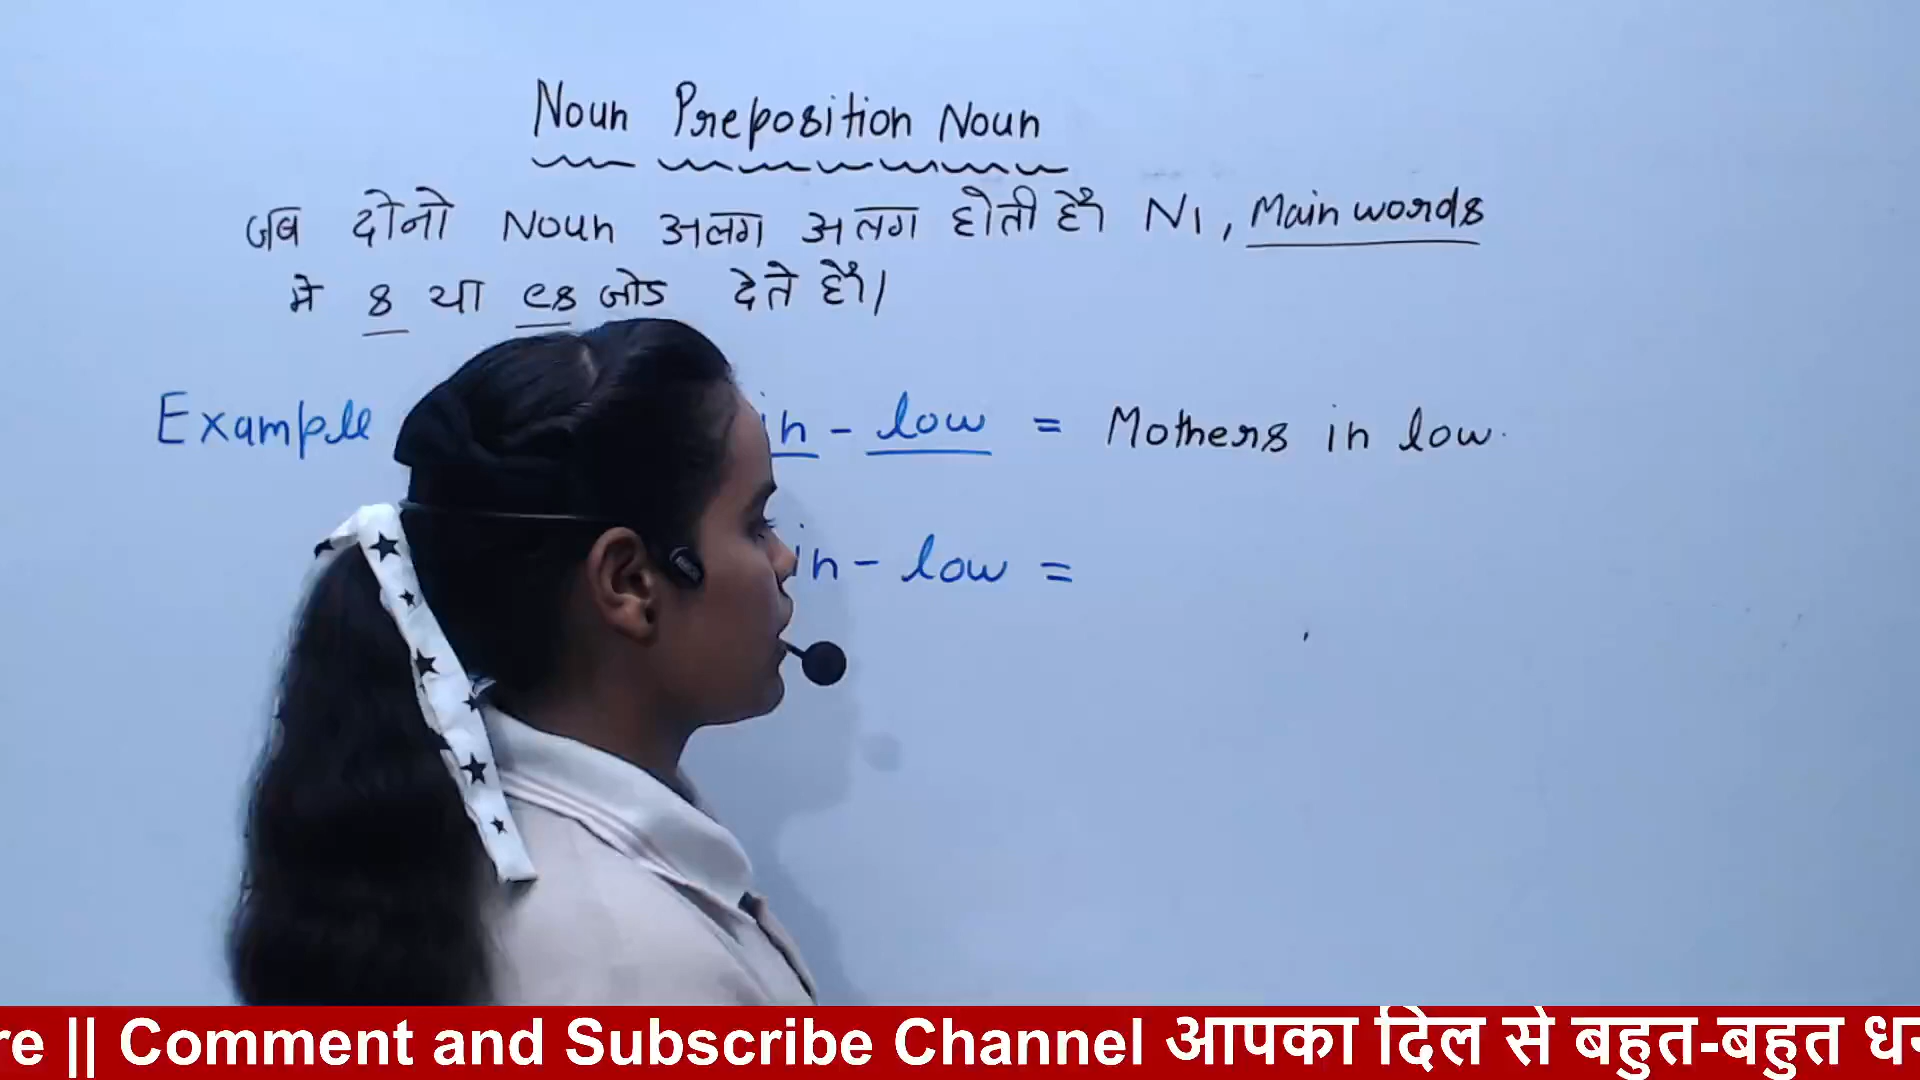 Noun Preposition Noun
जब दोनो Noun अलग अलग होती हैं N1, Main words
मे s या es जोड देते हैं।
Example in - low = Mothers in low.
in - low =
re || Comment and Subscribe Channel आपका दिल से बहुत-बहुत